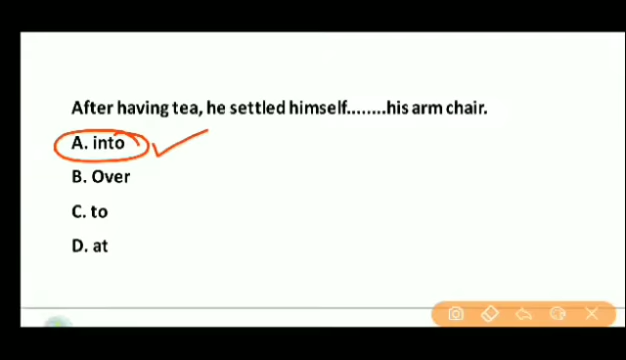 After having tea, he settled himself........his arm chair.
A. into
B. Over
C. to
D. at